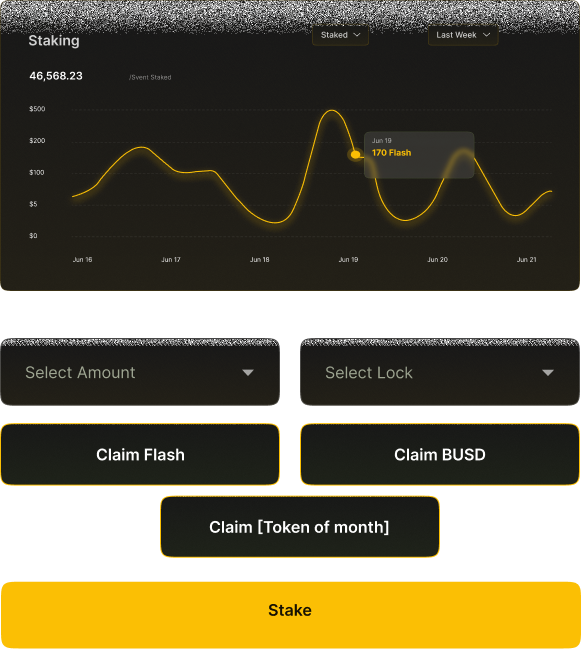 Staking
Staked
Last Week
46,568.23
/Svent Staked
$500
$200
$100
$5
$0
Jun 19
170 Flash
Jun 16
Jun 17
Jun 18
Jun 19
Jun 20
Jun 21
Select Amount
Select Lock
Claim Flash
Claim BUSD
Claim [Token of month]
Stake